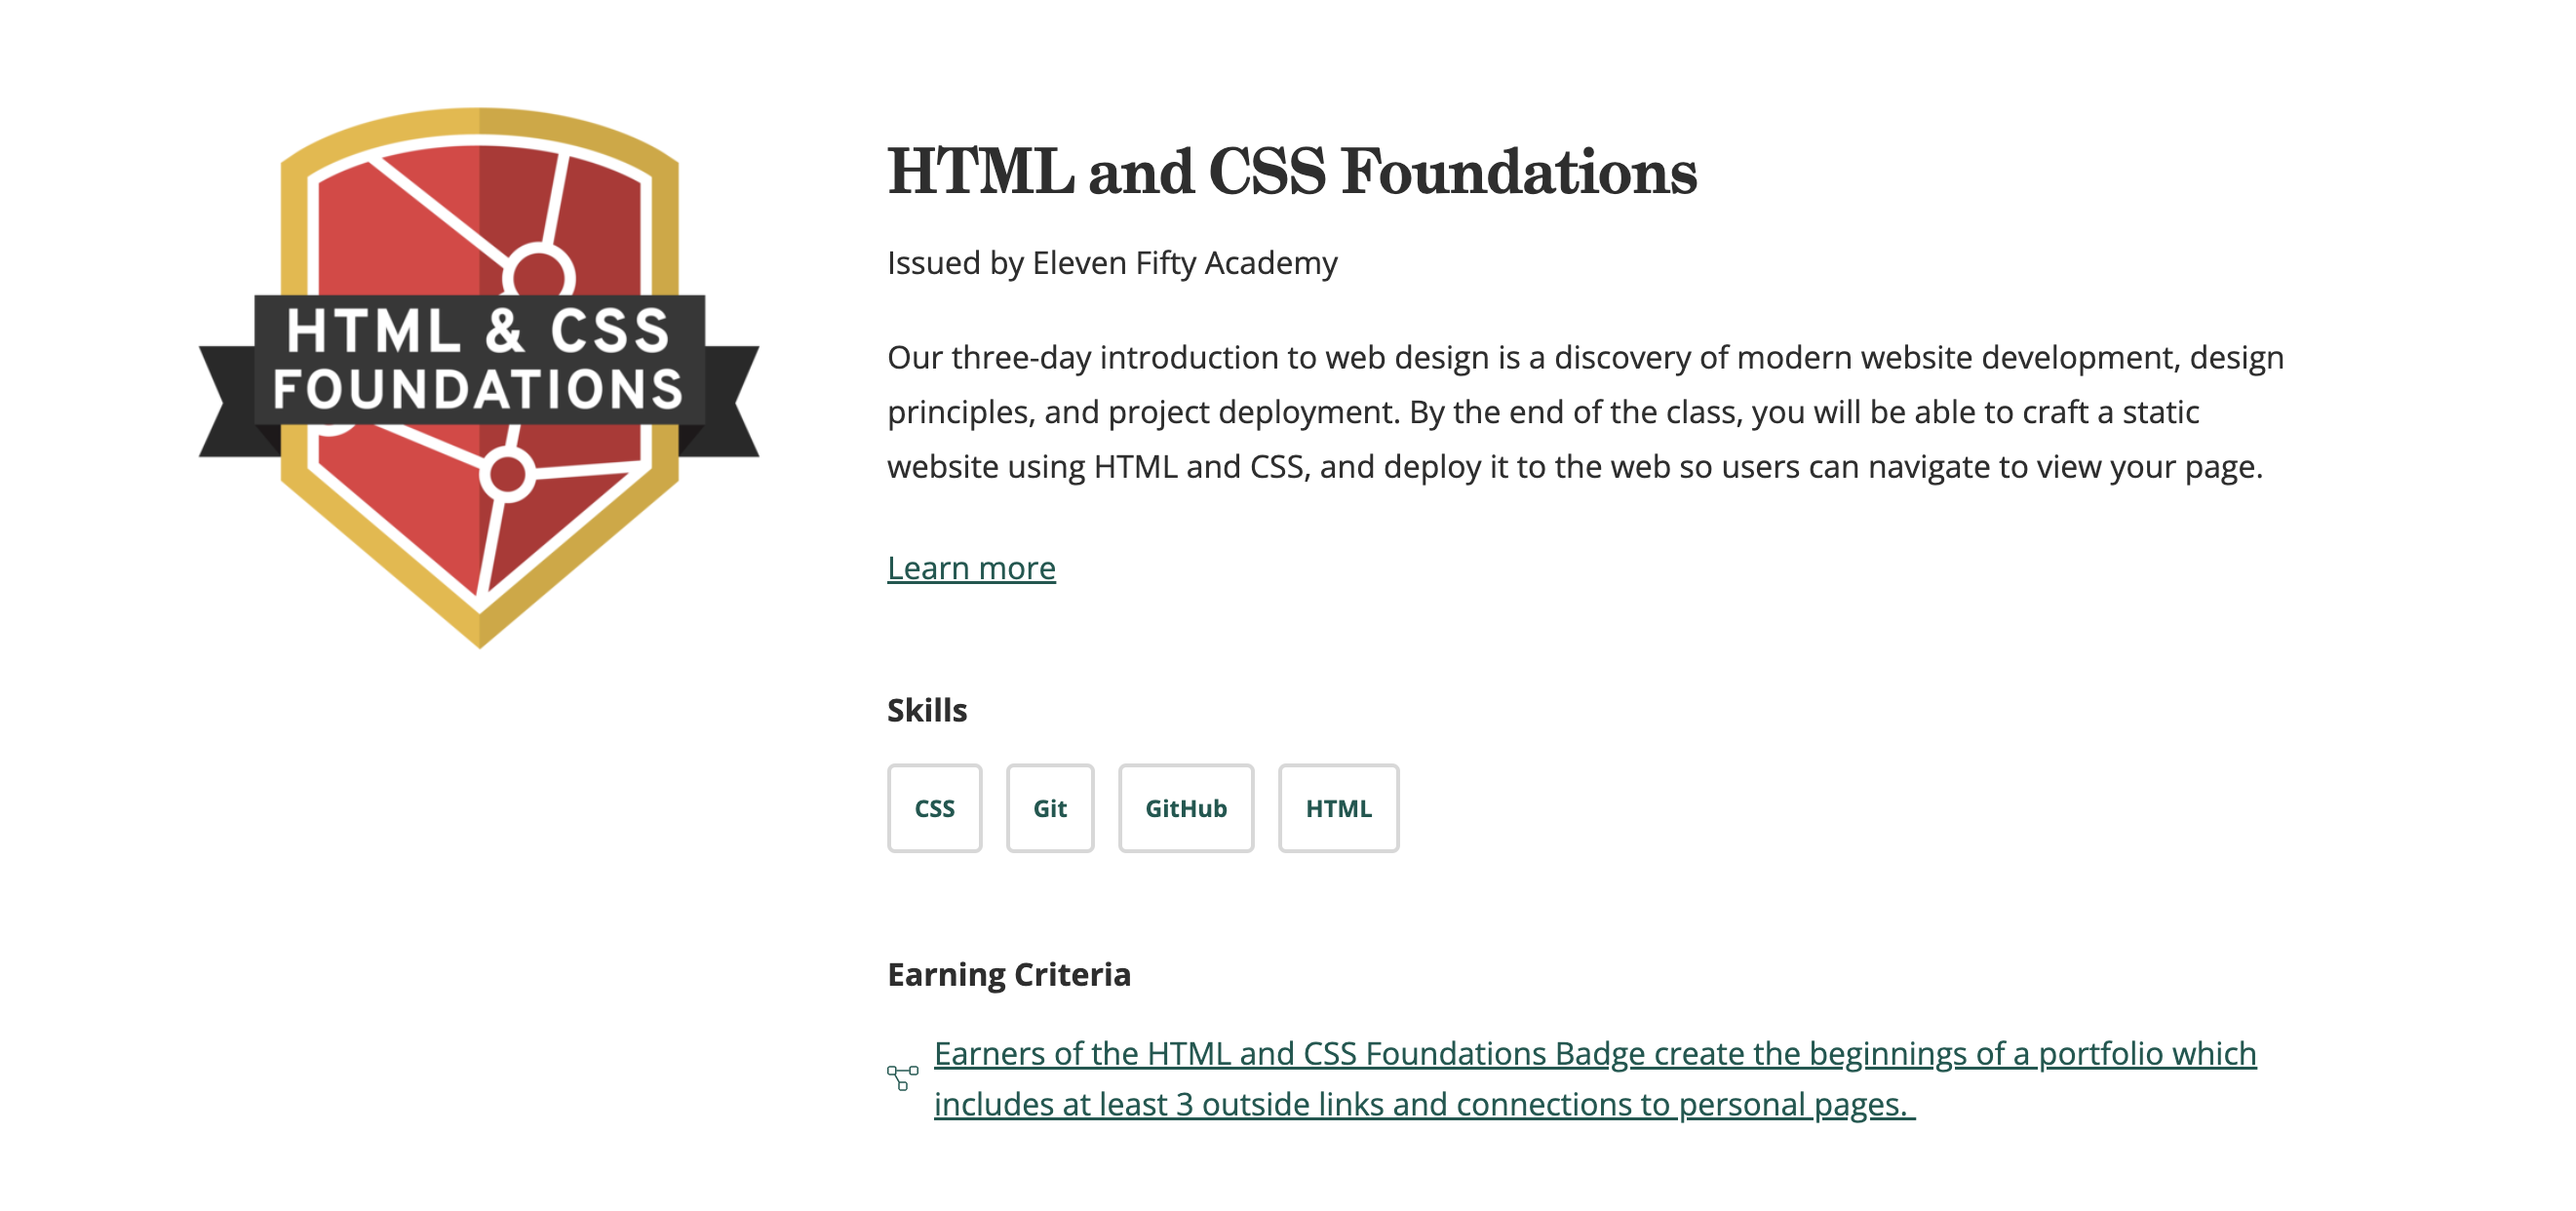 HTML & CSS
FOUNDATIONS
HTML and CSS Foundations
Issued by Eleven Fifty Academy
Our three-day introduction to web design is a discovery of modern website development, design
principles, and project deployment. By the end of the class, you will be able to craft a static
website using HTML and CSS, and deploy it to the web so users can navigate to view your page.
Learn more
Skills
CSS Git GitHub HTML
Earning Criteria
Earners of the HTML and CSS Foundations Badge create the beginnings of a portfolio which
includes at least 3 outside links and connections to personal pages.